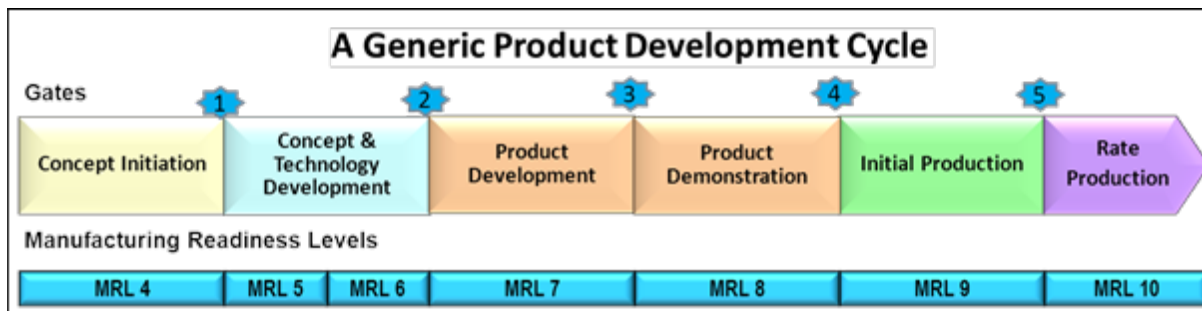 A Generic Product Development Cycle
Gates
1 2 3 4 5
Concept Initiation
Concept &
Technology
Development
Product
Development
Product
Demonstration
Initial Production
Rate
Production
Manufacturing Readiness Levels
MRL 4 MRL 5 MRL 6 MRL 7 MRL 8 MRL 9 MRL 10